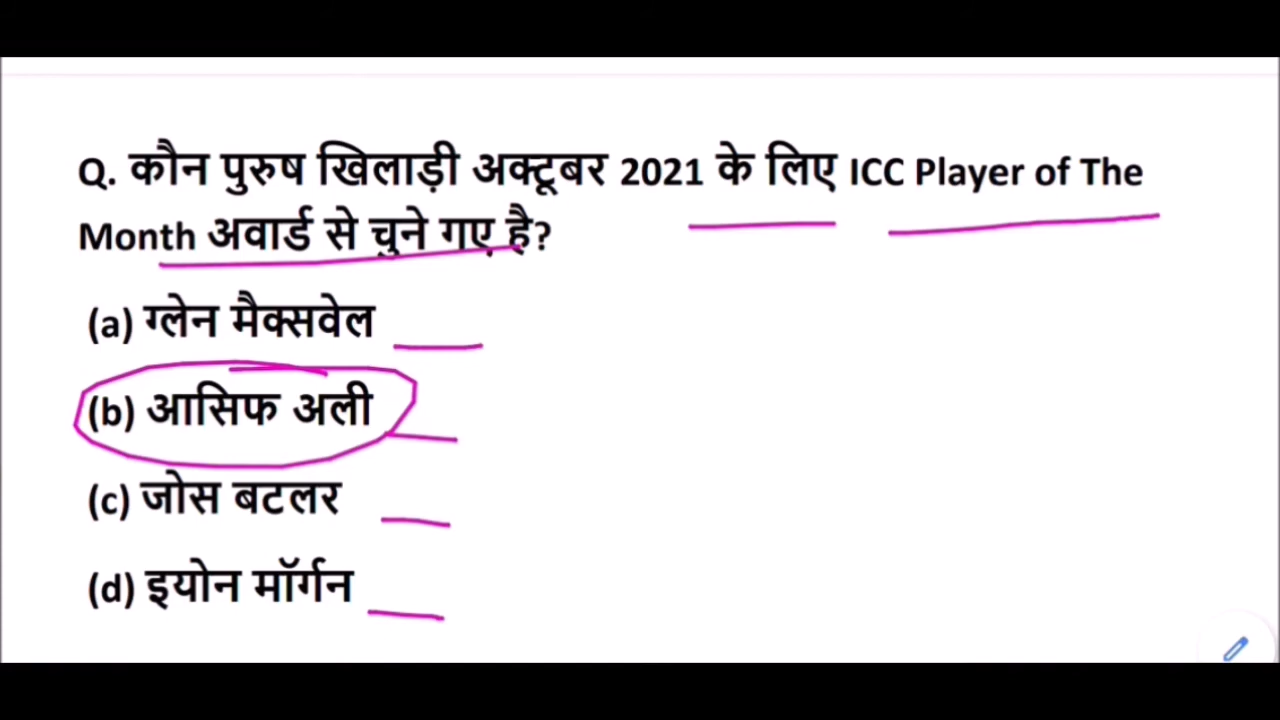 Q. कौन पुरुष खिलाड़ी अक्टूबर 2021 के लिए ICC Player of The
Month अवार्ड से चुने गए है?
(a) ग्लेन मैक्सवेल
(b) आसिफ अली
(c) जोस बटलर
(d) इयोन मॉर्गन